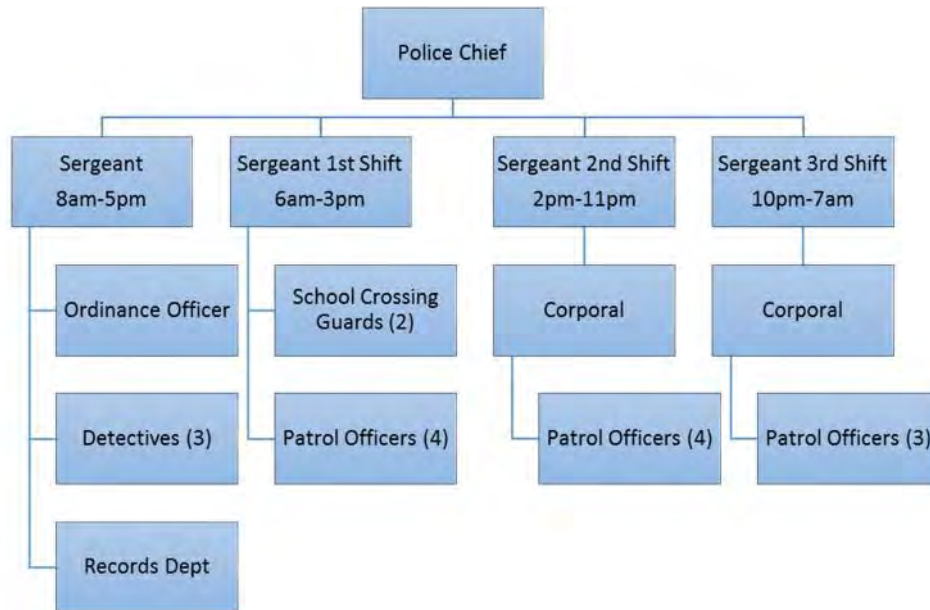 Police Chief
Sergeant
8am-5pm
Sergeant 1st Shift
6am-3pm
Sergeant 2nd Shift
2pm-11pm
Sergeant 3rd Shift
10pm-7am
Ordinance Officer
School Crossing
Guards (2)
Corporal
Corporal
Detectives (3)
Patrol Officers (4)
Patrol Officers (4)
Patrol Officers (3)
Records Dept